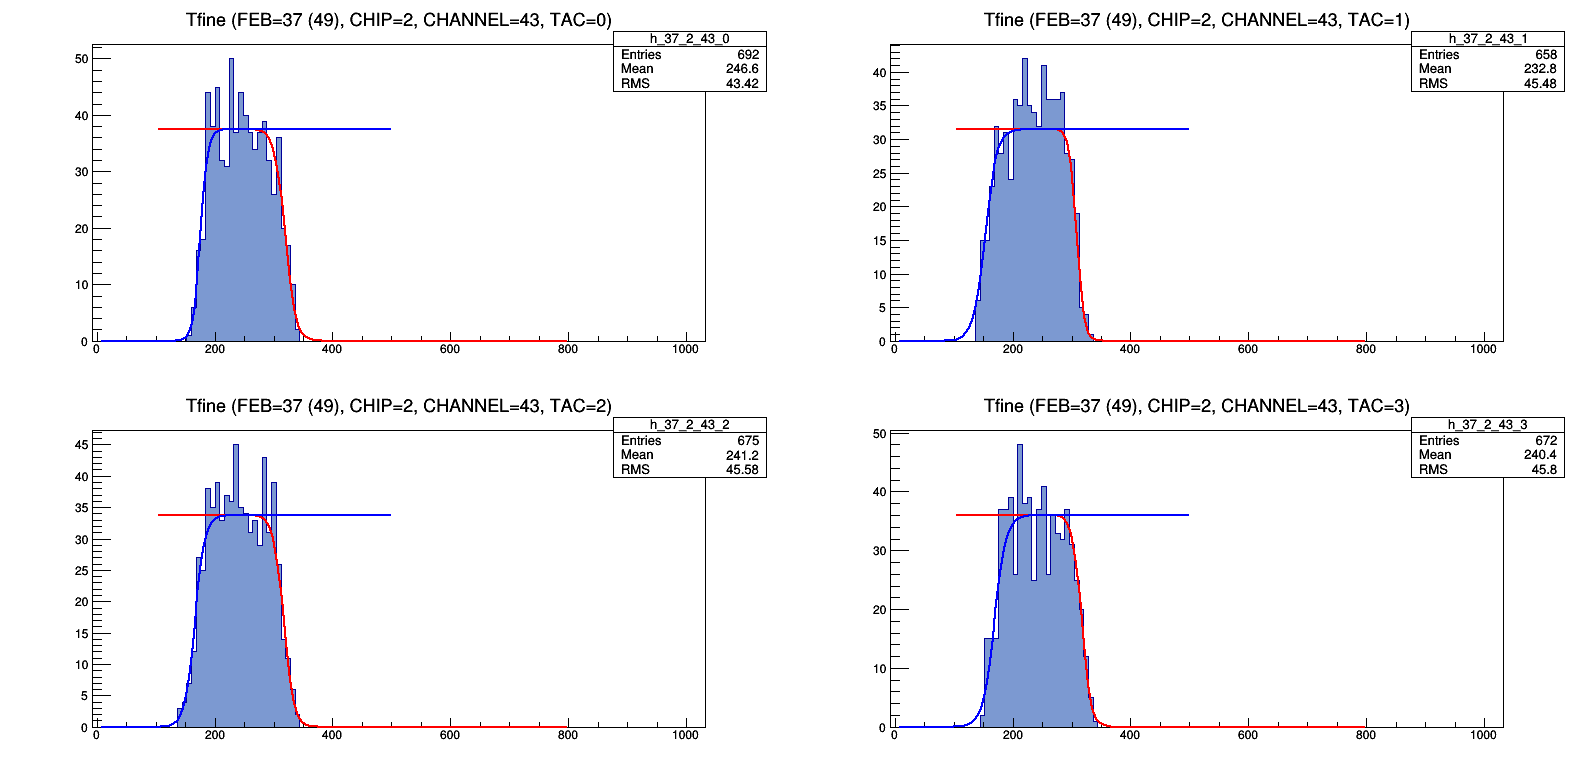 Tfine (FEB=37 (49), CHIP=2, CHANNEL=43, TAC=0)
h_37_2_43_0
Entries 692
Mean 246.6
RMS 43.42
50
40
30
20
10
0
0 200 400 600 800 1000
Tfine (FEB=37 (49), CHIP=2, CHANNEL=43, TAC=1)
h_37_2_43_1
Entries 658
Mean 232.8
RMS 45.48
40
35
30
25
20
15
10
5
0
0 200 400 600 800 1000
Tfine (FEB=37 (49), CHIP=2, CHANNEL=43, TAC=2)
h_37_2_43_2
Entries 675
Mean 241.2
RMS 45.58
45
40
35
30
25
20
15
10
5
0
0 200 400 600 800 1000
Tfine (FEB=37 (49), CHIP=2, CHANNEL=43, TAC=3)
h_37_2_43_3
Entries 672
Mean 240.4
RMS 45.8
50
40
30
20
10
0
0 200 400 600 800 1000